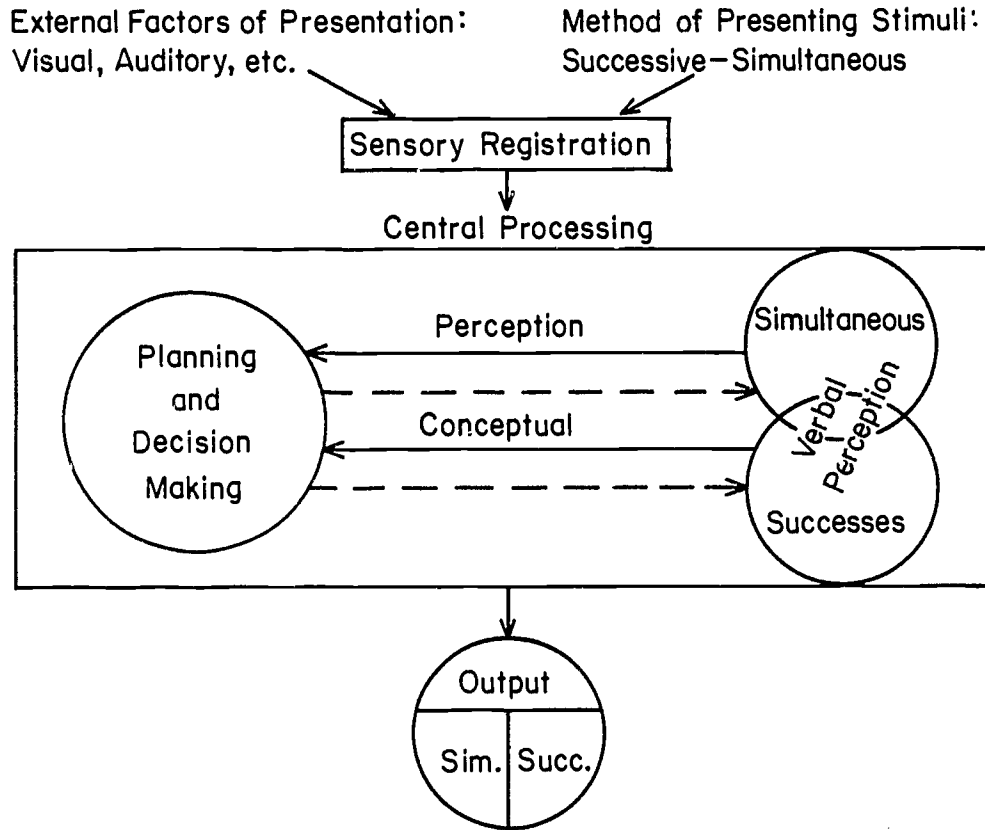 External Factors of Presentation:
Visual, Auditory, etc.
Method of Presenting Stimuli:
Successive-Simultaneous
Sensory Registration
Central Processing
Planning
and
Decision
Making
Perception
Conceptual
Simultaneous
Verbal
Perception
Successes
Output
Sim.
Succ.